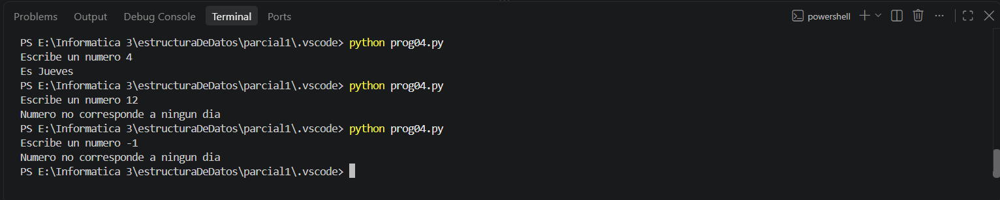 Problems Output Debug Console Terminal Ports powershell
PS E:\Informatica 3\estructuraDeDatos\parcial1\.vscode> python prog04.py
Escribe un numero 4
Es Jueves
PS E:\Informatica 3\estructuraDeDatos\parcial1\.vscode> python prog04.py
Escribe un numero 12
Numero no corresponde a ningun dia
PS E:\Informatica 3\estructuraDeDatos\parcial1\.vscode> python prog04.py
Escribe un numero -1
Numero no corresponde a ningun dia
PS E:\Informatica 3\estructuraDeDatos\parcial1\.vscode>